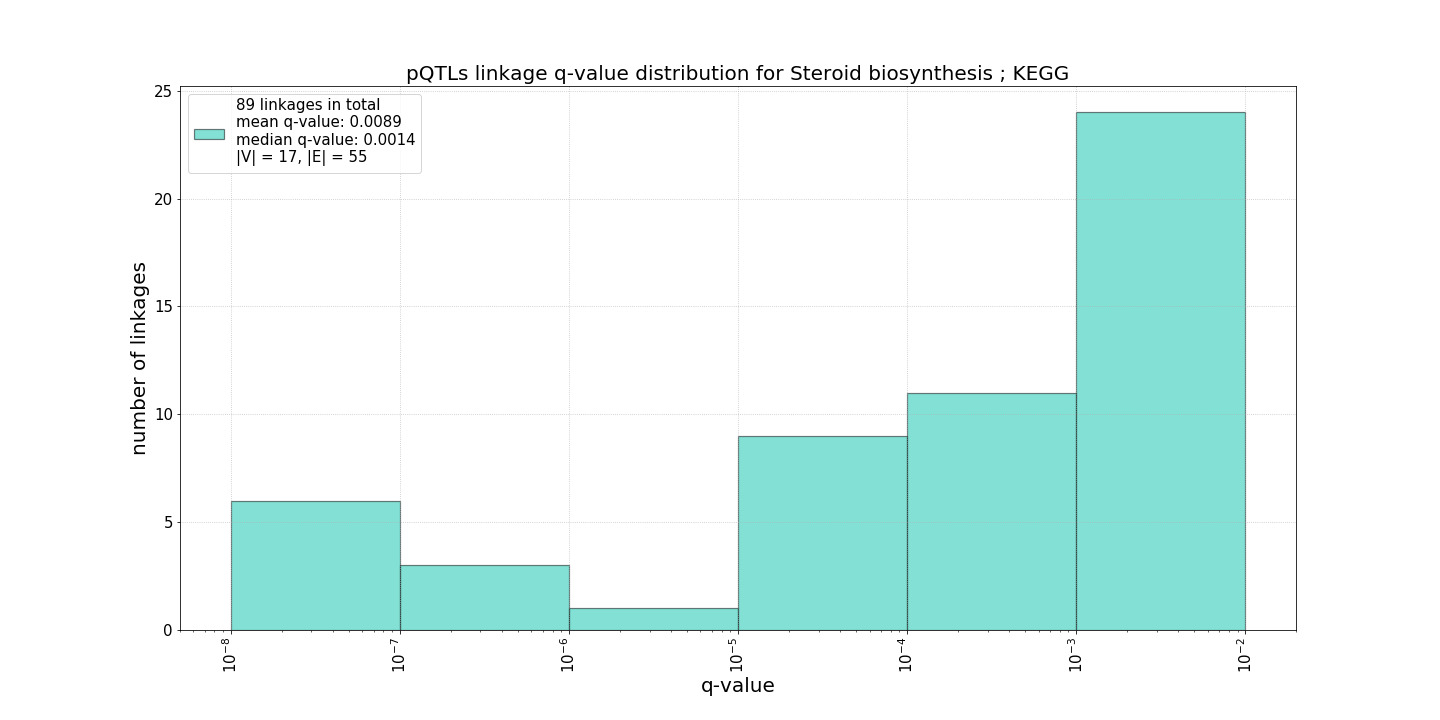 pQTLs linkage q-value distribution for Steroid biosynthesis ; KEGG
89 linkages in total
mean q-value: 0.0089
median q-value: 0.0014
|V| = 17, |E| = 55
number of linkages
25
20
15
10
5
0
10⁻⁸
10⁻⁷
10⁻⁶
10⁻⁵
10⁻⁴
10⁻³
10⁻²
q-value